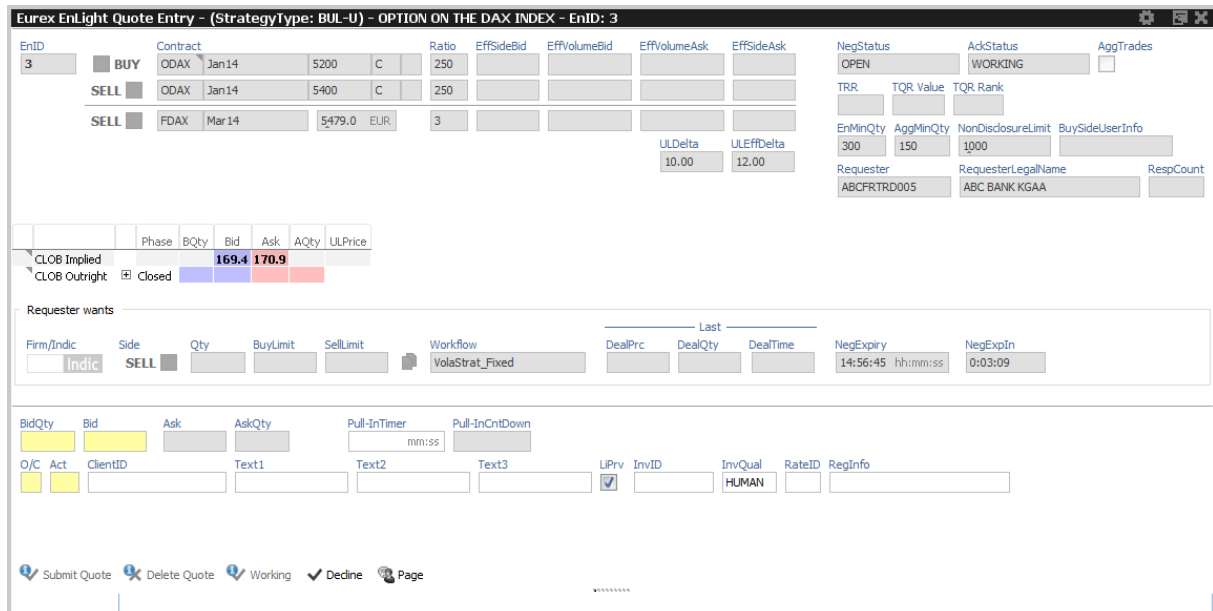 Eurex EnLight Quote Entry - (StrategyType: BUL-U) - OPTION ON THE DAX INDEX - EnID: 3
EnID Contract Ratio EffSideBid EffVolumeBid EffVolumeAsk EffSideAsk NegStatus AckStatus AggTrades
3 BUY ODAX Jan14 5200 C 250 OPEN WORKING
SELL ODAX Jan14 5400 C 250
TRR TQR Value TQR Rank
SELL FDAX Mar14 5479.0 EUR 3
EnMinQty AggMinQty NonDisclosureLimit BuySideUserInfo
300 150 1000
ULDelta ULEffDelta
10.00 12.00
Requester RequesterLegalName RespCount
ABCFRTRD005 ABC BANK KGAA
Phase BQty Bid Ask AQty ULPrice
CLOB Implied 169.4 170.9
CLOB Outright Closed
Requester wants
Last
Firm/Indic Side Qty BuyLimit SellLimit Workflow DealPrc DealQty DealTime NegExpiry NegExpIn
Indic SELL VolaStrat_Fixed 14:56:45 hh:mm:ss 0:03:09
BidQty Bid Ask AskQty Pull-InTimer Pull-InCntDown
mm:ss
O/C Act ClientID Text1 Text2 Text3 LiPrv InvID InvQual RateID RegInfo
HUMAN
Submit Quote Delete Quote Working Decline Page